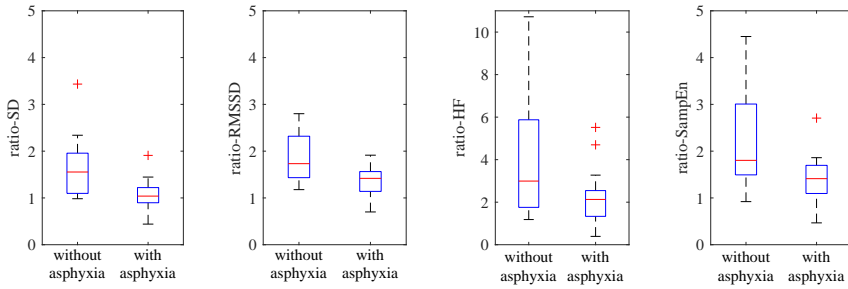 5
4
3
2
1
0
ratio-SD
without
asphyxia
with
asphyxia
5
4
3
2
1
0
ratio-RMSSD
without
asphyxia
with
asphyxia
10
8
6
4
2
0
ratio-HF
without
asphyxia
with
asphyxia
5
4
3
2
1
0
ratio-SampEn
without
asphyxia
with
asphyxia